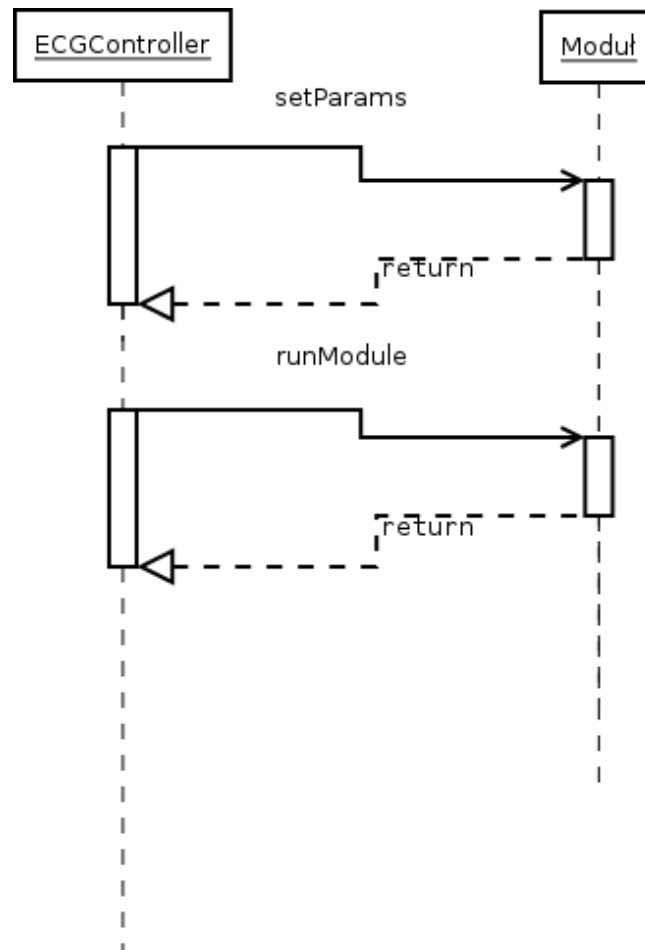 ECGController
Moduł
setParams
return
runModule
return